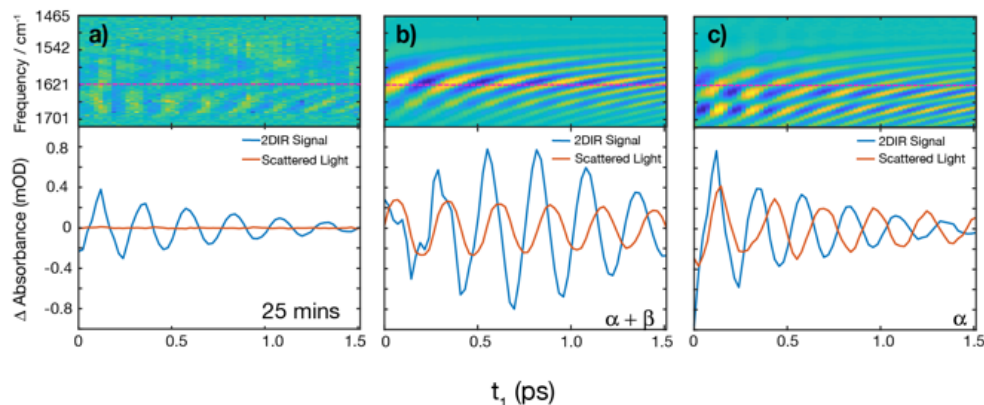 a)
b)
c)
Frequency / cm⁻¹
1465
1542
1621
1701
2DIR Signal
Scattered Light
2DIR Signal
Scattered Light
2DIR Signal
Scattered Light
Δ Absorbance (mOD)
0.8
0.4
0
-0.4
-0.8
25 mins
α + β
α
0 0.5 1.0 1.5
0 0.5 1.0 1.5
0 0.5 1.0 1.5
t₁ (ps)